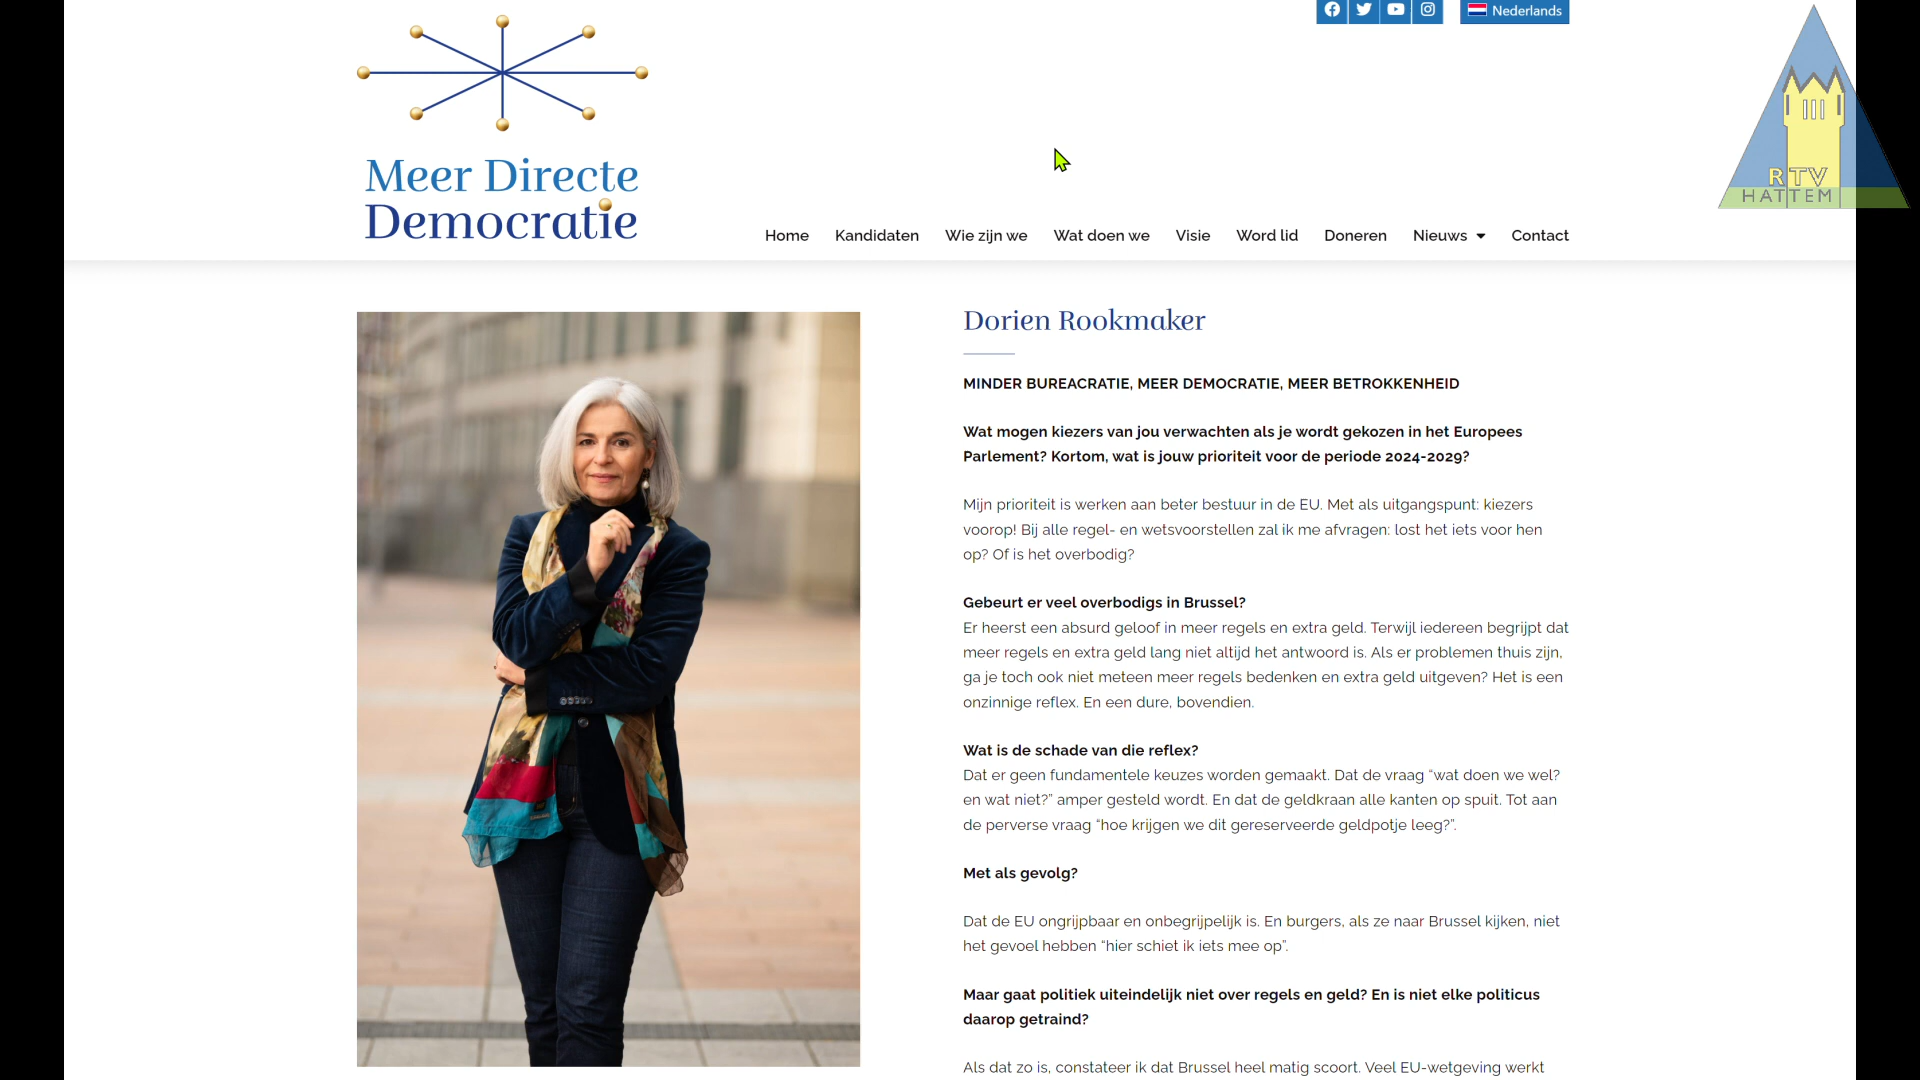 Nederlands
Meer Directe
Democratie
Home Kandidaten Wie zijn we Wat doen we Visie Word lid Doneren Nieuws Contact
RTV
HATTEM
Dorien Rookmaker
MINDER BUREACRATIE, MEER DEMOCRATIE, MEER BETROKKENHEID
Wat mogen kiezers van jou verwachten als je wordt gekozen in het Europees
Parlement? Kortom, wat is jouw prioriteit voor de periode 2024-2029?
Mijn prioriteit is werken aan beter bestuur in de EU. Met als uitgangspunt: kiezers
voorop! Bij alle regel- en wetsvoorstellen zal ik me afvragen: lost het iets voor hen
op? Of is het overbodig?
Gebeurt er veel overbodigs in Brussel?
Er heerst een absurd geloof in meer regels en extra geld. Terwijl iedereen begrijpt dat
meer regels en extra geld lang niet altijd het antwoord is. Als er problemen thuis zijn,
ga je toch ook niet meteen meer regels bedenken en extra geld uitgeven? Het is een
onzinnige reflex. En een dure, bovendien.
Wat is de schade van die reflex?
Dat er geen fundamentele keuzes worden gemaakt. Dat de vraag “wat doen we wel?
en wat niet?” amper gesteld wordt. En dat de geldkraan alle kanten op spuit. Tot aan
de perverse vraag “hoe krijgen we dit gereserveerde geldpotje leeg?”.
Met als gevolg?
Dat de EU ongrijpbaar en onbegrijpelijk is. En burgers, als ze naar Brussel kijken, niet
het gevoel hebben “hier schiet ik iets mee op”.
Maar gaat politiek uiteindelijk niet over regels en geld? En is niet elke politicus
daarop getraind?
Als dat zo is, constateer ik dat Brussel heel matig scoort. Veel EU-wetgeving werkt